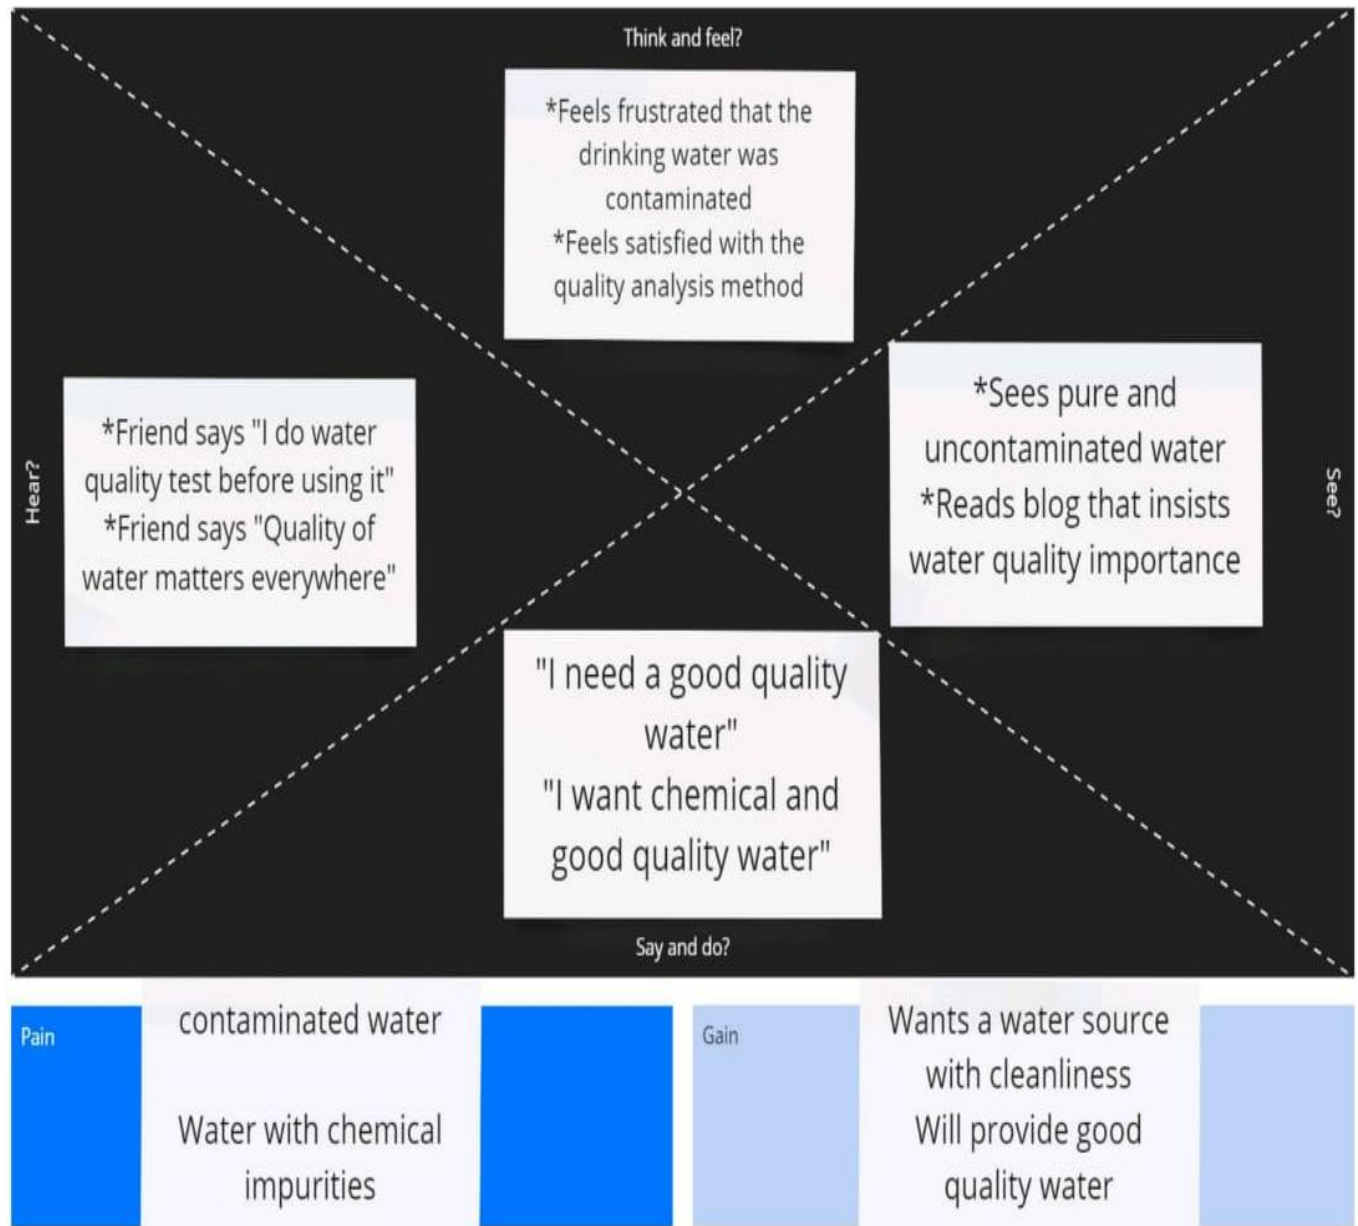 Think and feel?
*Feels frustrated that the
drinking water was
contaminated
*Feels satisfied with the
quality analysis method
Hear?
*Friend says "I do water
quality test before using it"
*Friend says "Quality of
water matters everywhere"
*Sees pure and
uncontaminated water
*Reads blog that insists
water quality importance
See?
"I need a good quality
water"
"I want chemical and
good quality water"
Say and do?
Pain
contaminated water
Water with chemical
impurities
Gain
Wants a water source
with cleanliness
Will provide good
quality water